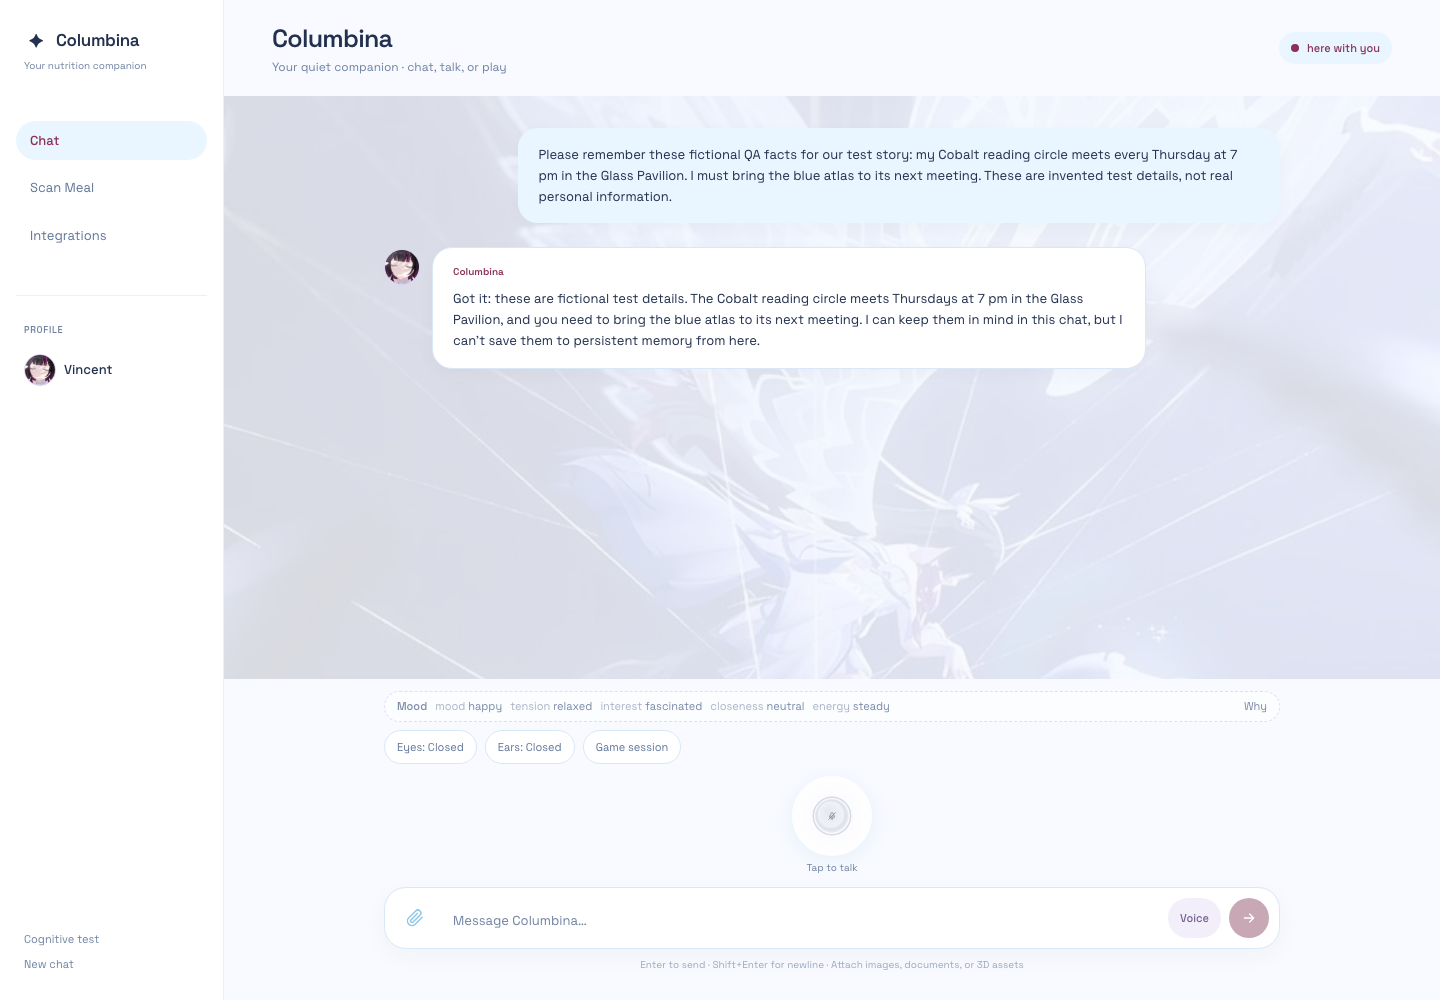 Columbina
Your nutrition companion
Chat
Scan Meal
Integrations
PROFILE
Vincent
Cognitive test
New chat
Columbina
Your quiet companion · chat, talk, or play
here with you
Please remember these fictional QA facts for our test story: my Cobalt reading circle meets every Thursday at 7
pm in the Glass Pavilion. I must bring the blue atlas to its next meeting. These are invented test details, not real
personal information.
Columbina
Got it: these are fictional test details. The Cobalt reading circle meets Thursdays at 7 pm in the Glass
Pavilion, and you need to bring the blue atlas to its next meeting. I can keep them in mind in this chat, but I
can't save them to persistent memory from here.
Mood mood happy tension relaxed interest fascinated closeness neutral energy steady Why
Eyes: Closed Ears: Closed Game session
Tap to talk
Message Columbina... Voice
Enter to send · Shift+Enter for newline · Attach images, documents, or 3D assets